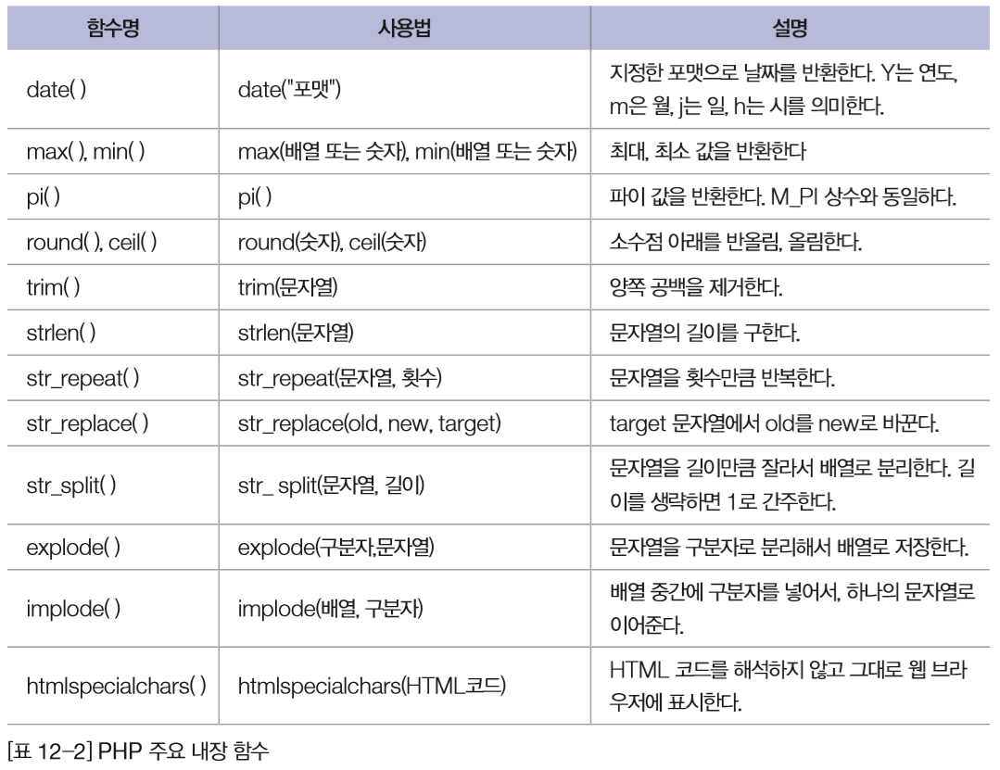 함수명 사용법 설명
date( ) date("포맷") 지정한 포맷으로 날짜를 반환한다. Y는 연도,
m은 월, j는 일, h는 시를 의미한다.
max( ), min( ) max(배열 또는 숫자), min(배열 또는 숫자) 최대, 최소 값을 반환한다
pi( ) pi( ) 파이 값을 반환한다. M_PI 상수와 동일하다.
round( ), ceil( ) round(숫자), ceil(숫자) 소수점 아래를 반올림, 올림한다.
trim( ) trim(문자열) 양쪽 공백을 제거한다.
strlen( ) strlen(문자열) 문자열의 길이를 구한다.
str_repeat( ) str_repeat(문자열, 횟수) 문자열을 횟수만큼 반복한다.
str_replace( ) str_replace(old, new, target) target 문자열에서 old를 new로 바꾼다.
str_split( ) str_ split(문자열, 길이) 문자열을 길이만큼 잘라서 배열로 분리한다. 길
이를 생략하면 1로 간주한다.
explode( ) explode(구분자,문자열) 문자열을 구분자로 분리해서 배열로 저장한다.
implode( ) implode(배열, 구분자) 배열 중간에 구분자를 넣어서, 하나의 문자열로
이어준다.
htmlspecialchars( ) htmlspecialchars(HTML코드) HTML 코드를 해석하지 않고 그대로 웹 브라
우저에 표시한다.
[표 12-2] PHP 주요 내장 함수